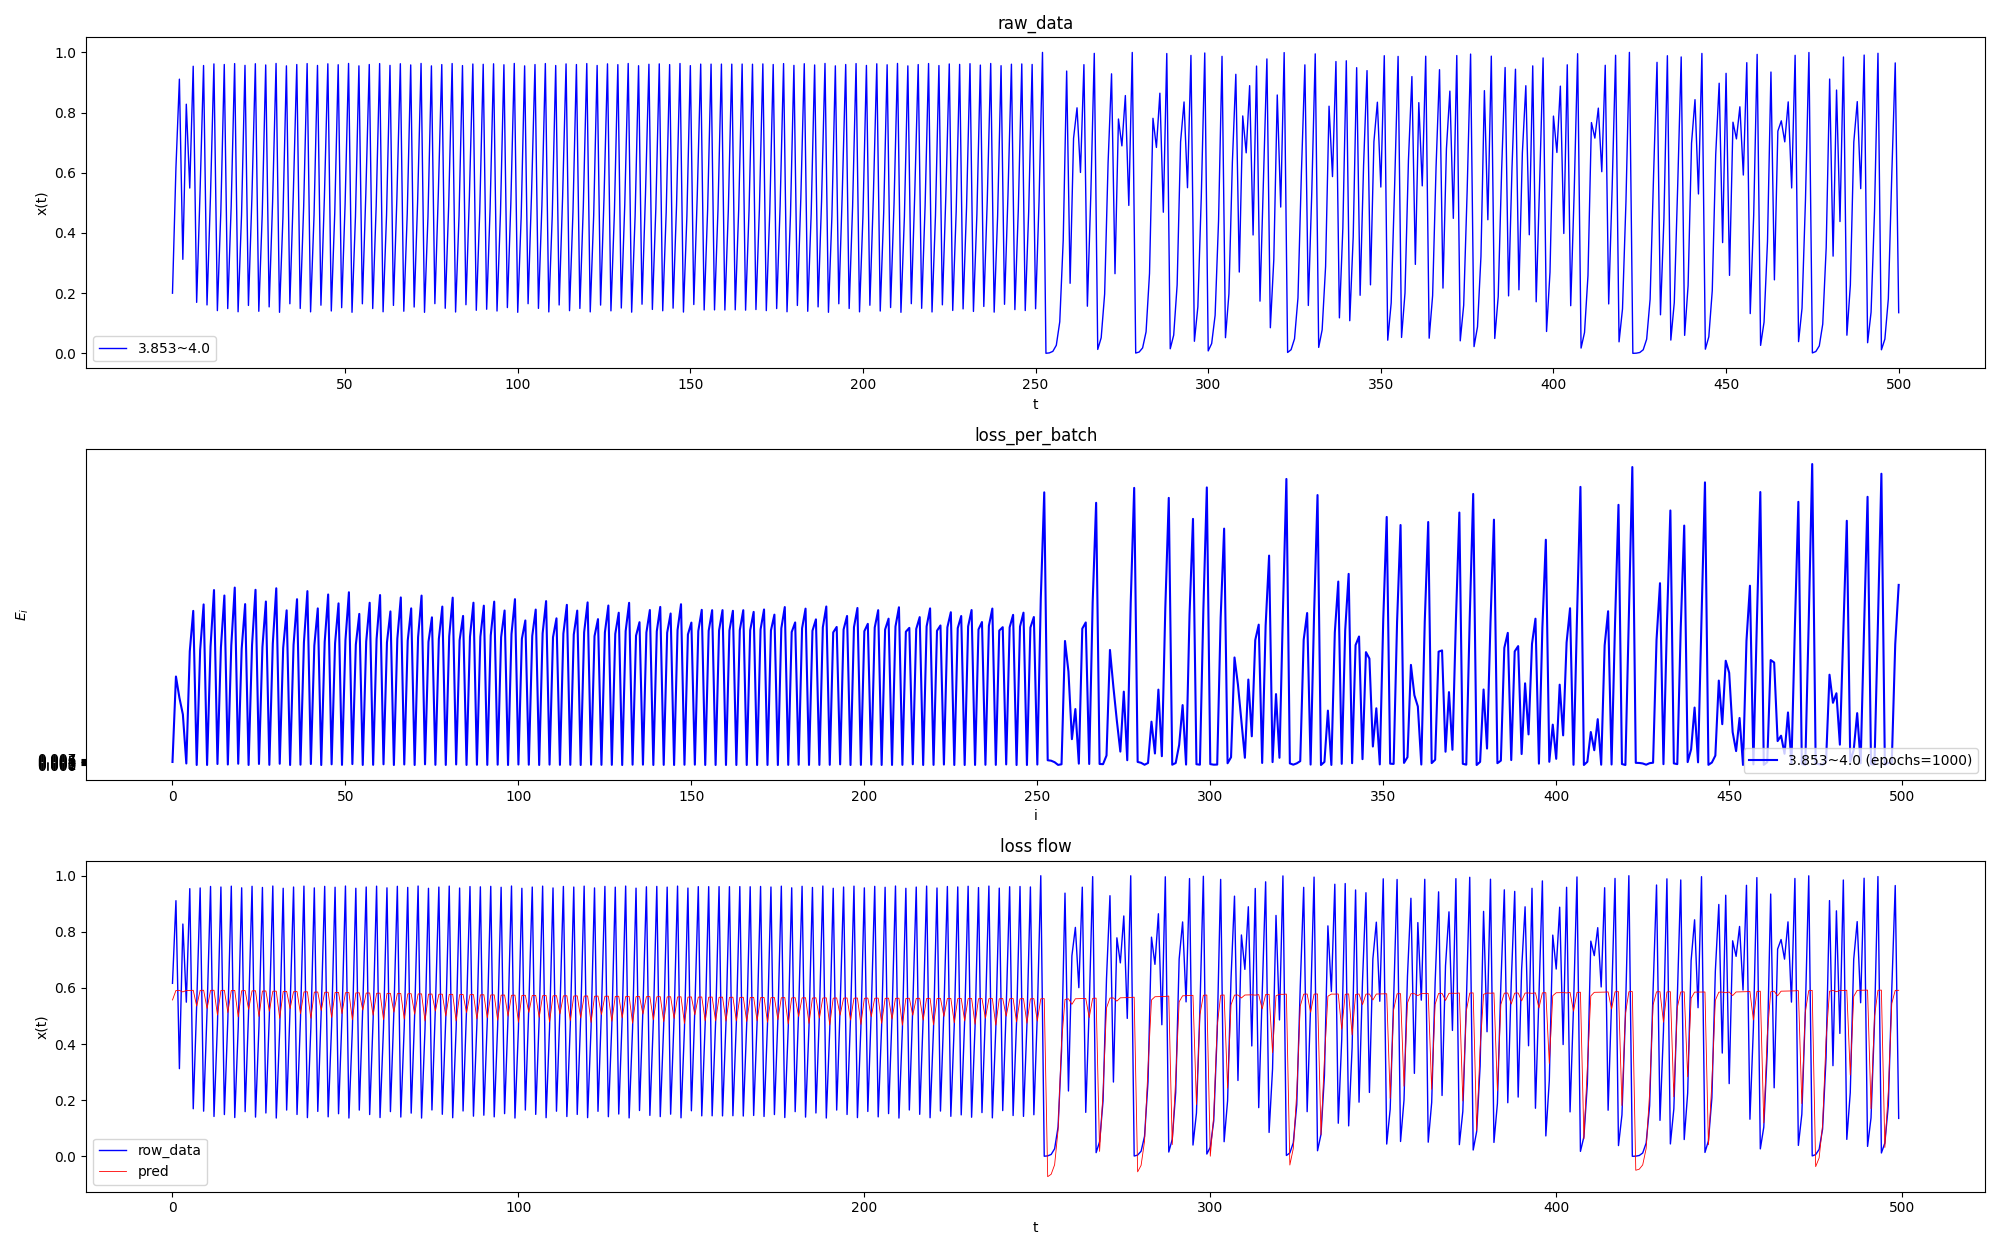 raw_data
x(t)
1.0
0.8
0.6
0.4
0.2
0.0
3.853~4.0
50 100 150 200 250 300 350 400 450 500
t
loss_per_batch
E_i
3.853~4.0 (epochs=1000)
0 50 100 150 200 250 300 350 400 450 500
i
loss flow
x(t)
1.0
0.8
0.6
0.4
0.2
0.0
row_data
pred
0 100 200 300 400 500
t